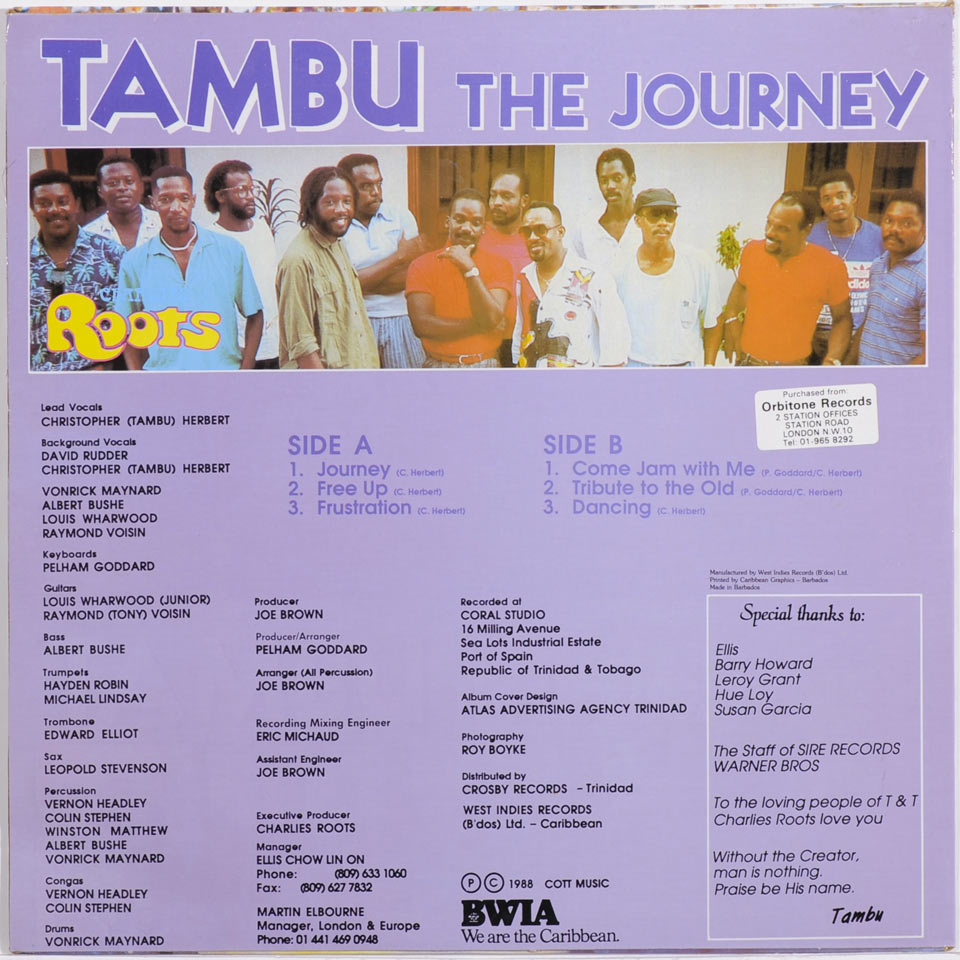 TAMBU THE JOURNEY
Roots
Purchased from:
Orbitone Records
2 STATION OFFICES
STATION ROAD
LONDON N.W.10
Tel: 01-965 8292
Lead Vocals
CHRISTOPHER (TAMBU) HERBERT
Background Vocals
DAVID RUDDER
CHRISTOPHER (TAMBU) HERBERT
VONRICK MAYNARD
ALBERT BUSHE
LOUIS WHARWOOD
RAYMOND VOISIN
Keyboards
PELHAM GODDARD
Guitars
LOUIS WHARWOOD (JUNIOR)
RAYMOND (TONY) VOISIN
Bass
ALBERT BUSHE
Trumpets
HAYDEN ROBIN
MICHAEL LINDSAY
Trombone
EDWARD ELLIOT
Sax
LEOPOLD STEVENSON
Percussion
VERNON HEADLEY
COLIN STEPHEN
WINSTON MATTHEW
ALBERT BUSHE
VONRICK MAYNARD
Congas
VERNON HEADLEY
COLIN STEPHEN
Drums
VONRICK MAYNARD
SIDE A
1. Journey (C. Herbert)
2. Free Up (C. Herbert)
3. Frustration (C. Herbert)
SIDE B
1. Come Jam with Me (P. Goddard/C. Herbert)
2. Tribute to the Old (P. Goddard/C. Herbert)
3. Dancing (C. Herbert)
Producer
JOE BROWN
Producer/Arranger
PELHAM GODDARD
Arranger (All Percussion)
JOE BROWN
Recording Mixing Engineer
ERIC MICHAUD
Assistant Engineer
JOE BROWN
Executive Producer
CHARLIES ROOTS
Manager
ELLIS CHOW LIN ON
Phone: (809) 633 1060
Fax: (809) 627 7832
MARTIN ELBOURNE
Manager, London & Europe
Phone: 01 441 469 0948
Recorded at
CORAL STUDIO
16 Milling Avenue
Sea Lots Industrial Estate
Port of Spain
Republic of Trinidad & Tobago
Album Cover Design
ATLAS ADVERTISING AGENCY TRINIDAD
Photography
ROY BOYKE
Distributed by
CROSBY RECORDS – Trinidad
WEST INDIES RECORDS
(B'dos) Ltd. – Caribbean
Ⓟ Ⓒ 1988 COTT MUSIC
BWIA
We are the Caribbean.
Manufactured by West Indies Records (B'dos) Ltd.
Printed by Caribbean Graphics – Barbados
Made in Barbados
Special thanks to:
Ellis
Barry Howard
Leroy Grant
Hue Loy
Susan Garcia
The Staff of SIRE RECORDS
WARNER BROS
To the loving people of T & T
Charlies Roots love you
Without the Creator,
man is nothing.
Praise be His name.
Tambu